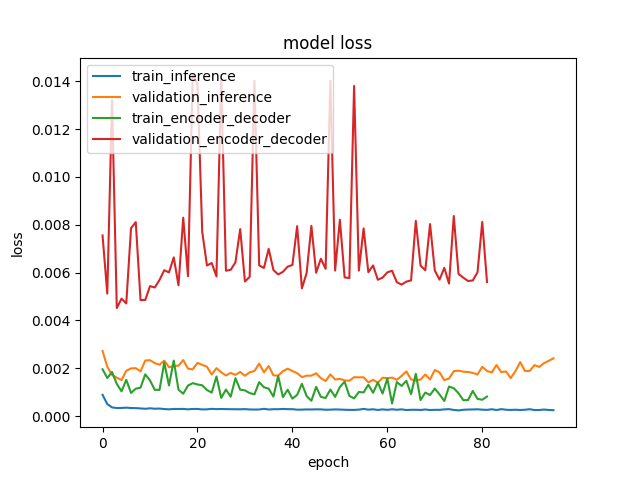 model loss
train_inference
validation_inference
train_encoder_decoder
validation_encoder_decoder
loss
0.014
0.012
0.010
0.008
0.006
0.004
0.002
0.000
0 20 40 60 80
epoch